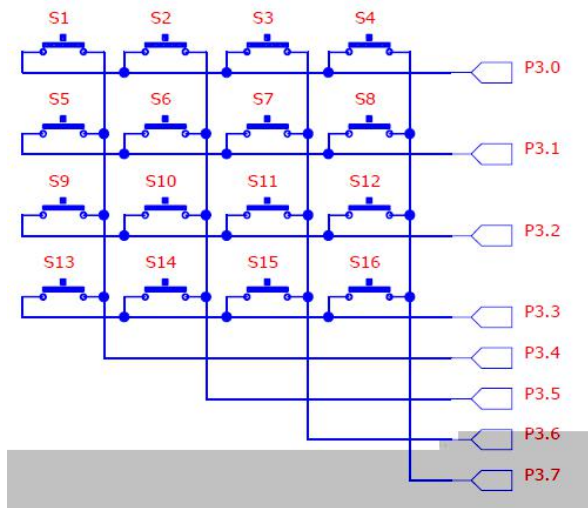 S1 S2 S3 S4
P3.0
S5 S6 S7 S8
P3.1
S9 S10 S11 S12
P3.2
S13 S14 S15 S16
P3.3
P3.4
P3.5
P3.6
P3.7